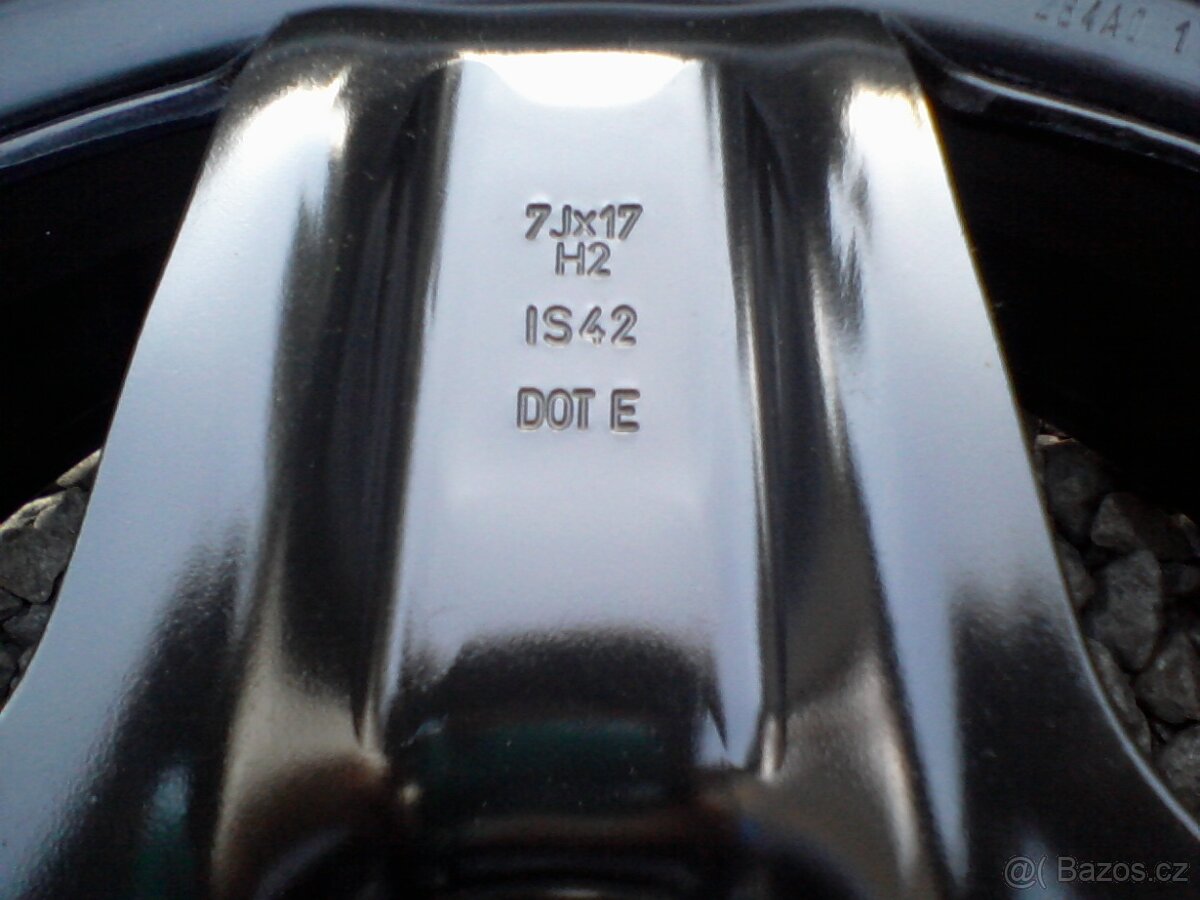 7Jx17
H2
IS42
DOT E
@( Bazos.cz